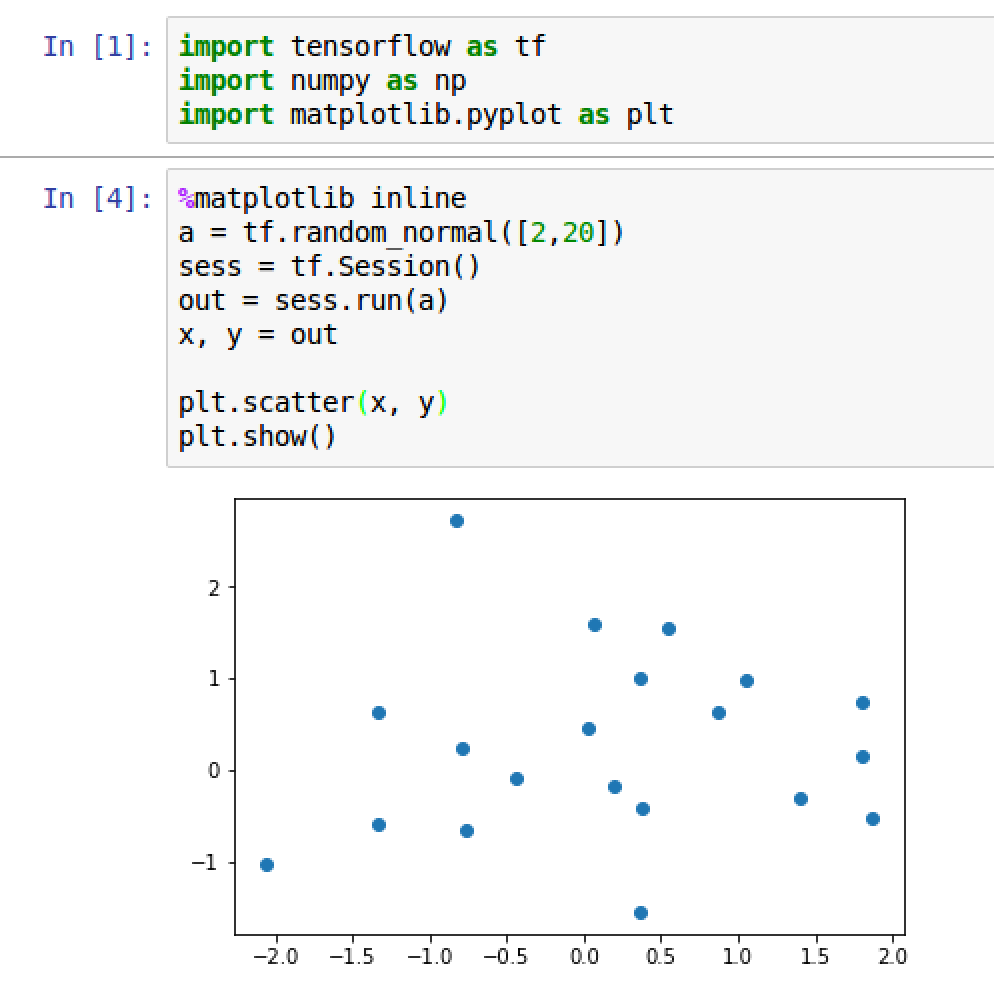 In [1]: import tensorflow as tf
import numpy as np
import matplotlib.pyplot as plt
In [4]: %matplotlib inline
a = tf.random_normal([2,20])
sess = tf.Session()
out = sess.run(a)
x, y = out
plt.scatter(x, y)
plt.show()
2
1
0
−1
−2.0 −1.5 −1.0 −0.5 0.0 0.5 1.0 1.5 2.0